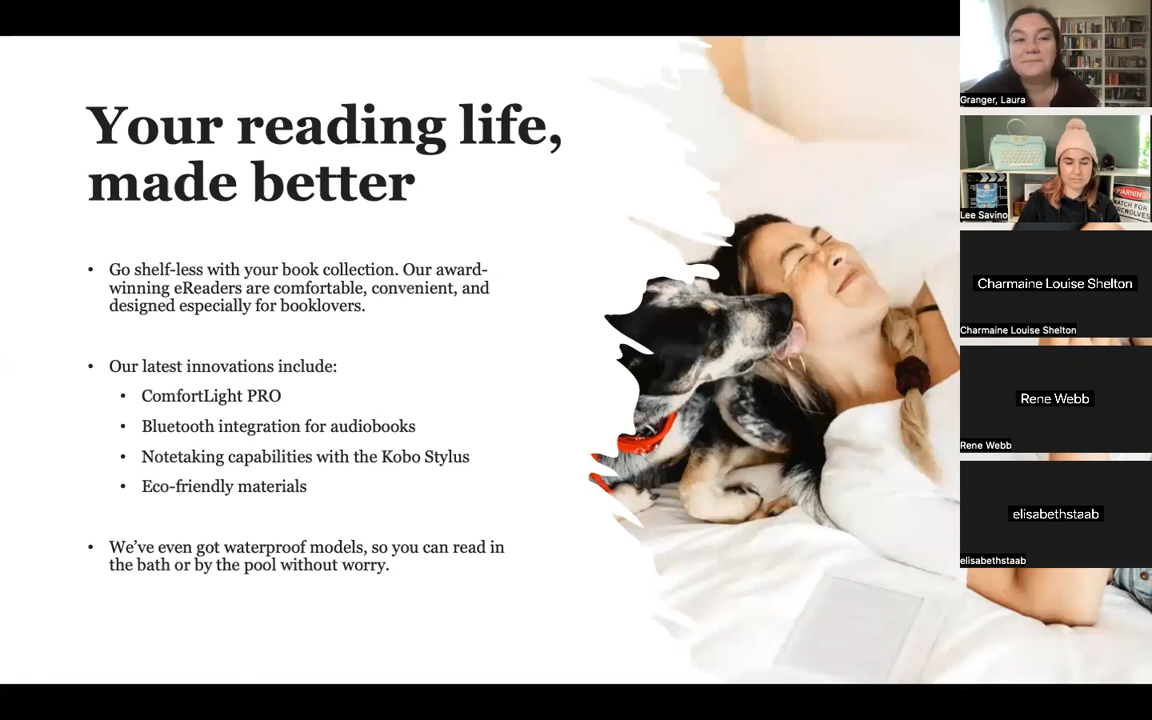 Your reading life,
made better
• Go shelf-less with your book collection. Our award-
winning eReaders are comfortable, convenient, and
designed especially for booklovers.
• Our latest innovations include:
• ComfortLight PRO
• Bluetooth integration for audiobooks
• Notetaking capabilities with the Kobo Stylus
• Eco-friendly materials
• We’ve even got waterproof models, so you can read in
the bath or by the pool without worry.
Granger, Laura
WATCH FOR
Lee Savino
Charmaine Louise Shelton
Charmaine Louise Shelton
Rene Webb
Rene Webb
elisabethstaab
elisabethstaab